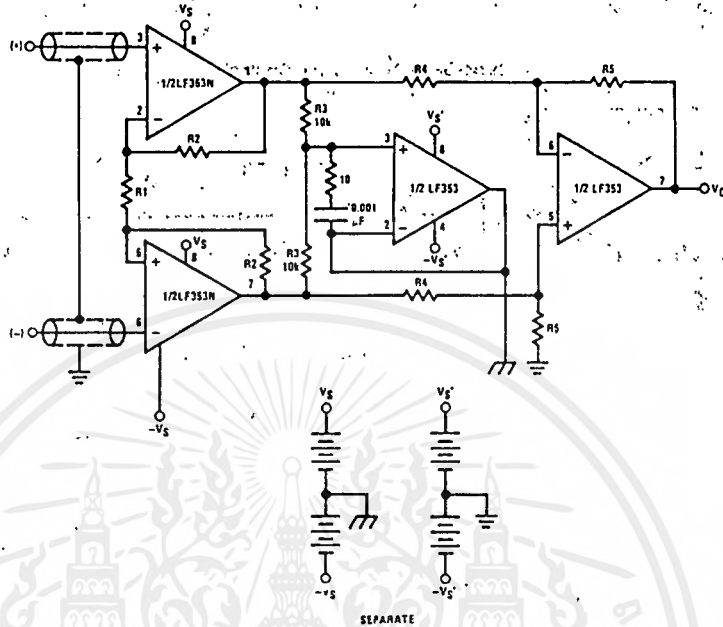 VS
8
(+)
3
+
1/2LF353N
1
2
−
R2
R1
R3
10k
R4
R5
VS'
8
3
+
10
1/2 LF353
0.001
μF
2
−
4
−VS'
6
−
1/2 LF353
7
5
+
VS
8
5
+
R2
1/2LF353N
7
R3
10k
R4
R5
6
−
(−)
−VS
VS
VS'
−VS
−VS'
SEPARATE